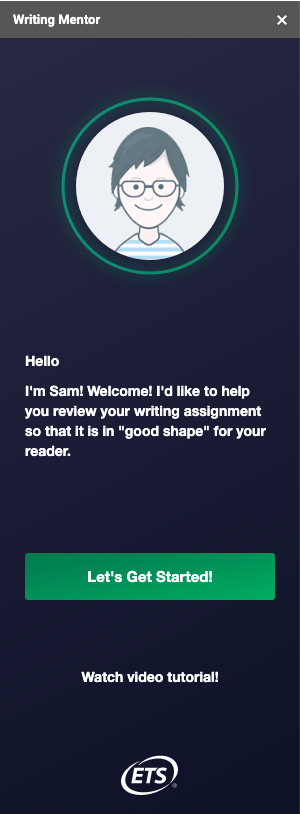 Writing Mentor
Hello
I'm Sam! Welcome! I'd like to help
you review your writing assignment
so that it is in "good shape" for your
reader.
Let's Get Started!
Watch video tutorial!
ETS®